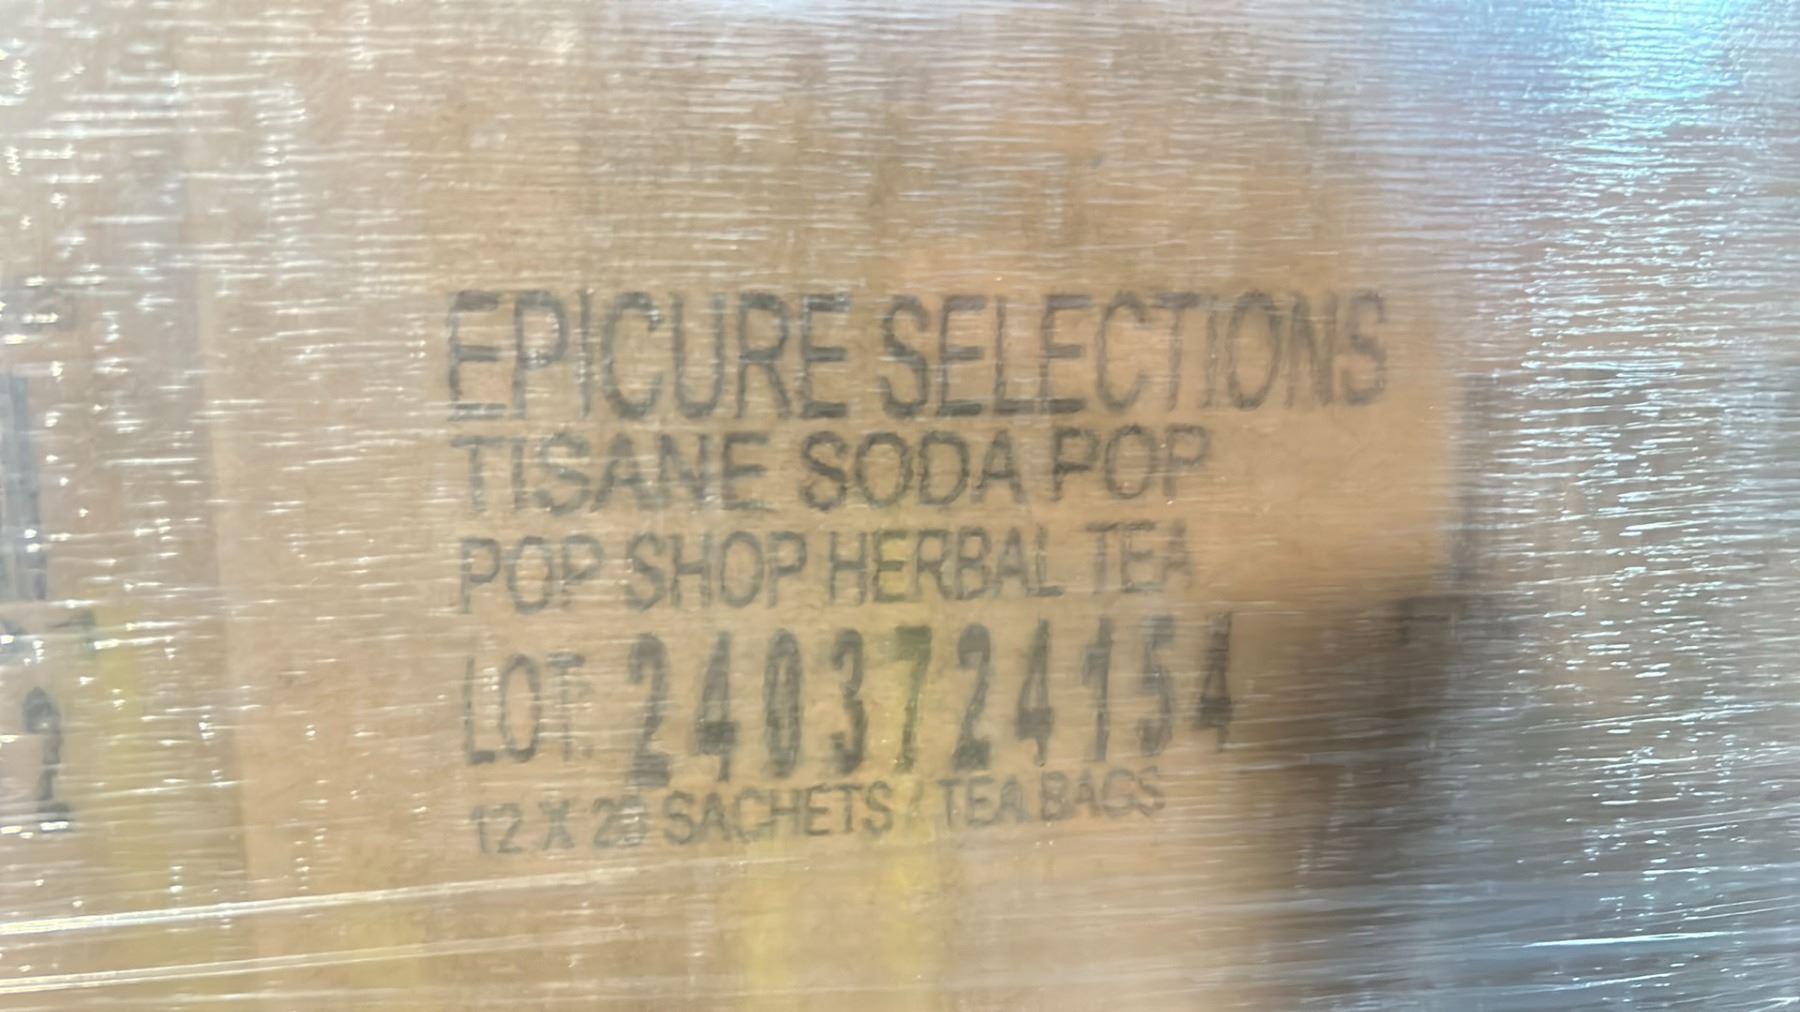 EPICURE SELECTIONS
TISANE SODA POP
POP SHOP HERBAL TEA
LOT: 2403724154
12 X 20 SACHETS / TEA BAGS